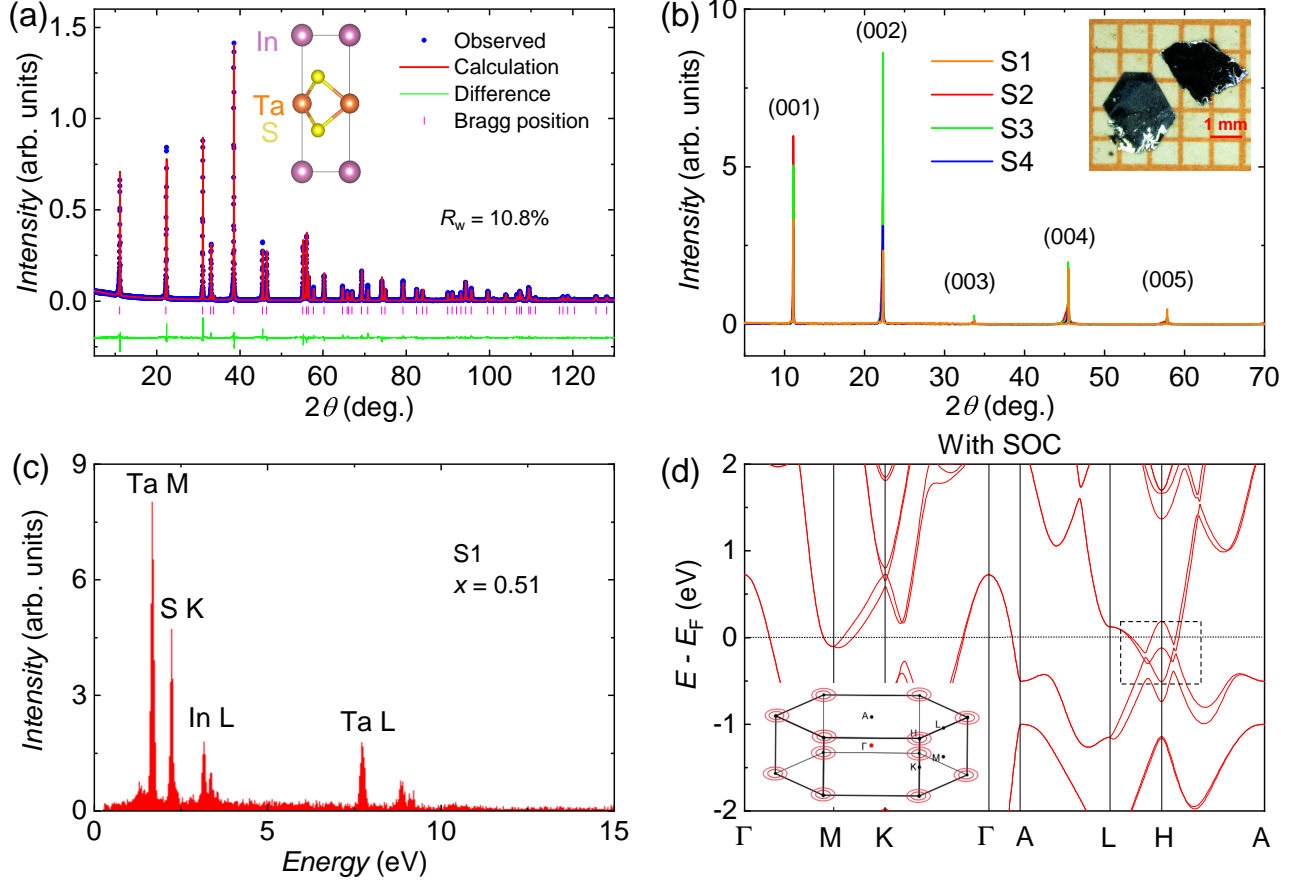 (a)
1.5
1.0
0.5
0.0
Intensity (arb. units)
In
Ta
S
Observed
Calculation
Difference
Bragg position
Rw = 10.8%
20 40 60 80 100 120
2θ (deg.)
(b)
10
5
0
Intensity (arb. units)
(001)
(002)
(003)
(004)
(005)
S1
S2
S3
S4
1 mm
10 20 30 40 50 60 70
2θ (deg.)
(c)
9
6
3
0
Intensity (arb. units)
Ta M
S K
In L
Ta L
S1
x = 0.51
0 5 10 15
Energy (eV)
With SOC
(d)
2
1
0
-1
-2
E - EF (eV)
A
L
H
Γ
M
K
Γ M K Γ A L H A